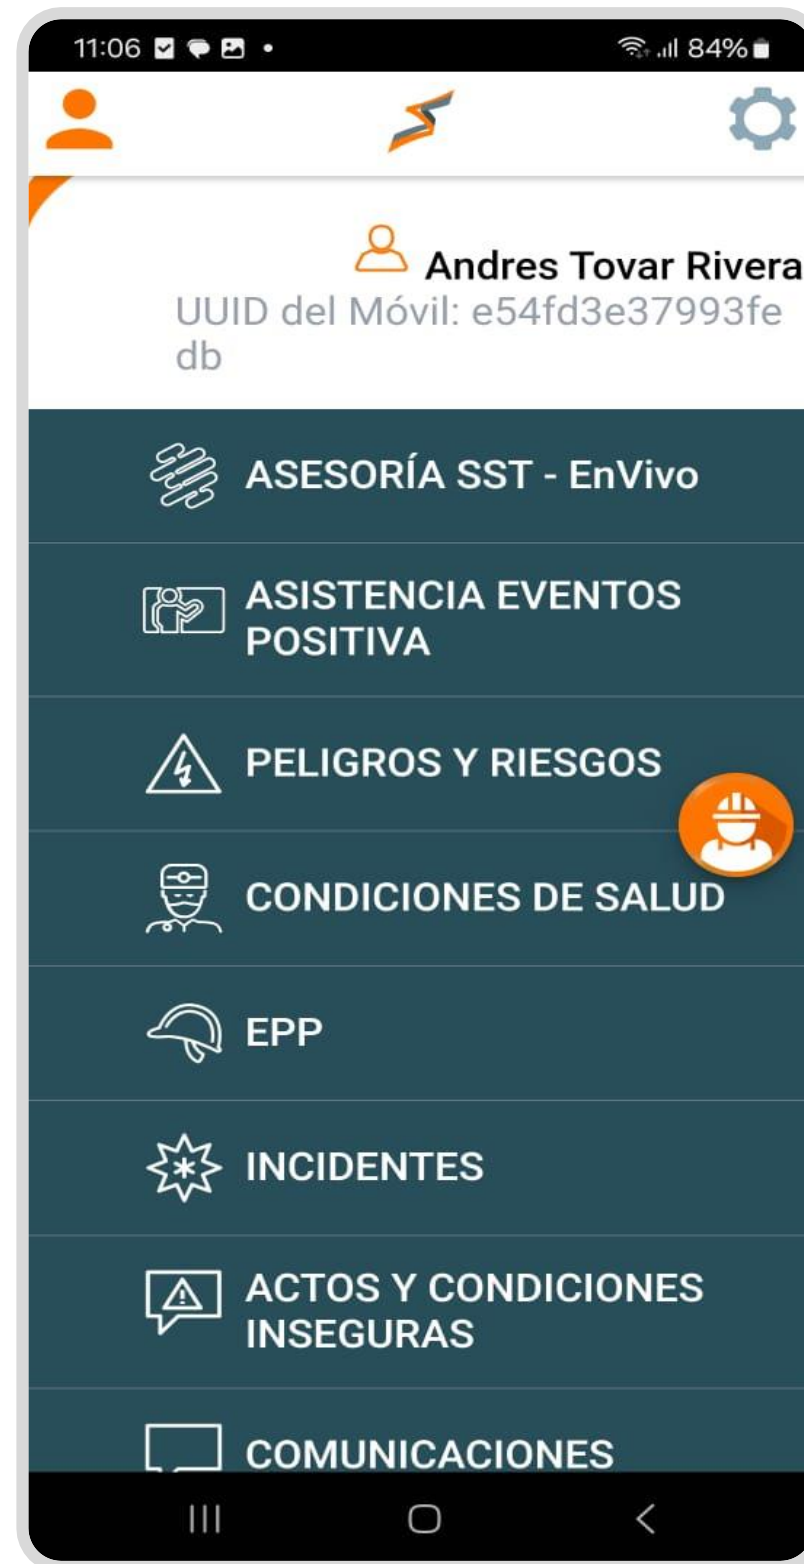 11:06
84%
Andres Tovar Rivera
UUID del Móvil: e54fd3e37993fe
db
ASESORÍA SST - EnVivo
ASISTENCIA EVENTOS
POSITIVA
PELIGROS Y RIESGOS
CONDICIONES DE SALUD
EPP
INCIDENTES
ACTOS Y CONDICIONES
INSEGURAS
COMUNICACIONES